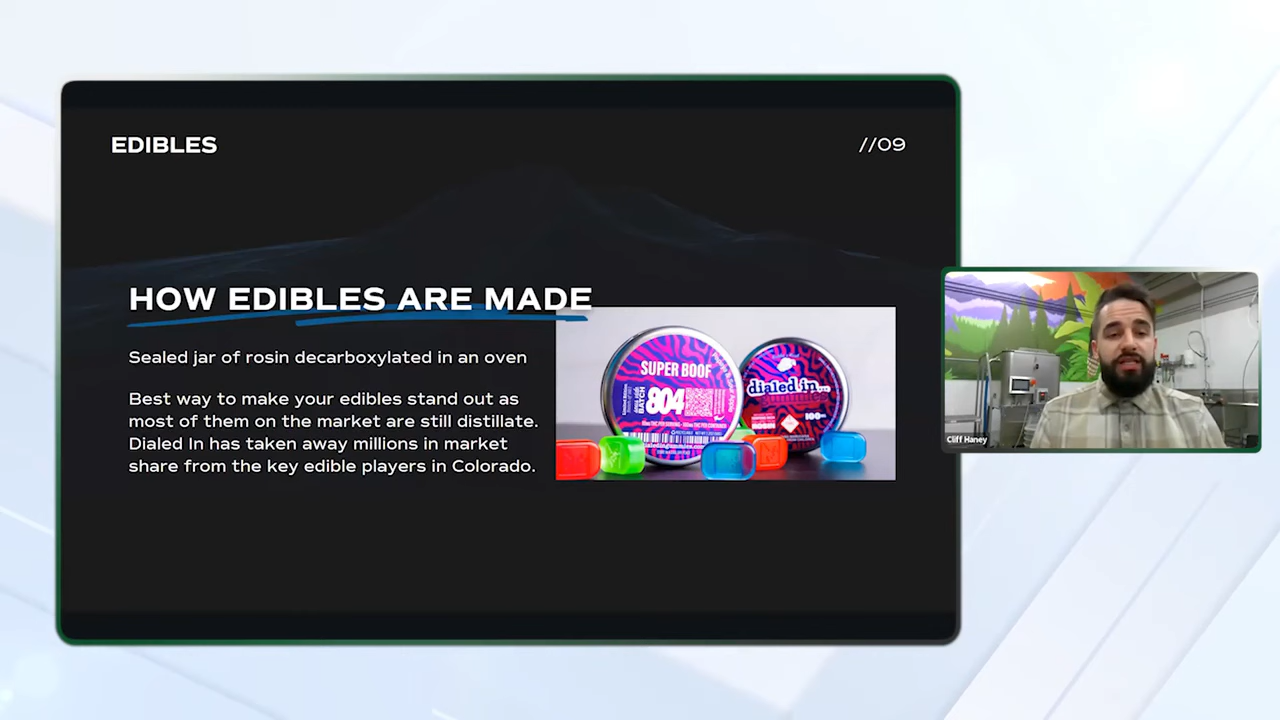 EDIBLES
//09
HOW EDIBLES ARE MADE
Sealed jar of rosin decarboxylated in an oven
Best way to make your edibles stand out as
most of them on the market are still distillate.
Dialed In has taken away millions in market
share from the key edible players in Colorado.
SUPER BOOF
BATCH
804
dialed in...
gummies
Cliff Haney